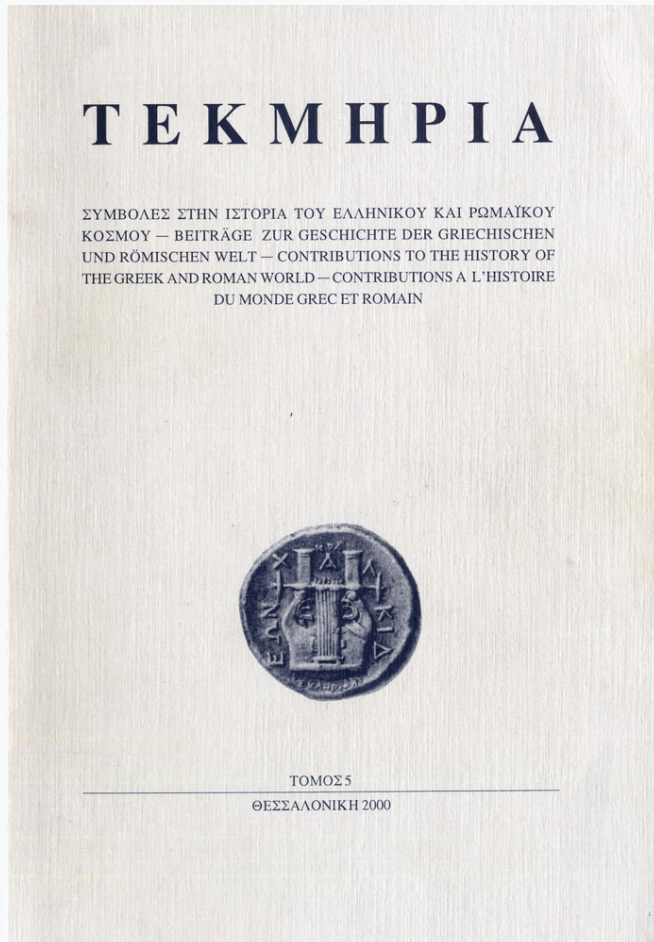 ΤΕΚΜΗΡΙΑ
ΣΥΜΒΟΛΕΣ ΣΤΗΝ ΙΣΤΟΡΙΑ ΤΟΥ ΕΛΛΗΝΙΚΟΥ ΚΑΙ ΡΩΜΑΪΚΟΥ
ΚΟΣΜΟΥ — BEITRÄGE ZUR GESCHICHTE DER GRIECHISCHEN
UND RÖMISCHEN WELT — CONTRIBUTIONS TO THE HISTORY OF
THE GREEK AND ROMAN WORLD — CONTRIBUTIONS A L'HISTOIRE
DU MONDE GREC ET ROMAIN
Χ Α Λ
ΕΩΝ ΚΙΔ
ΤΟΜΟΣ 5
ΘΕΣΣΑΛΟΝΙΚΗ 2000